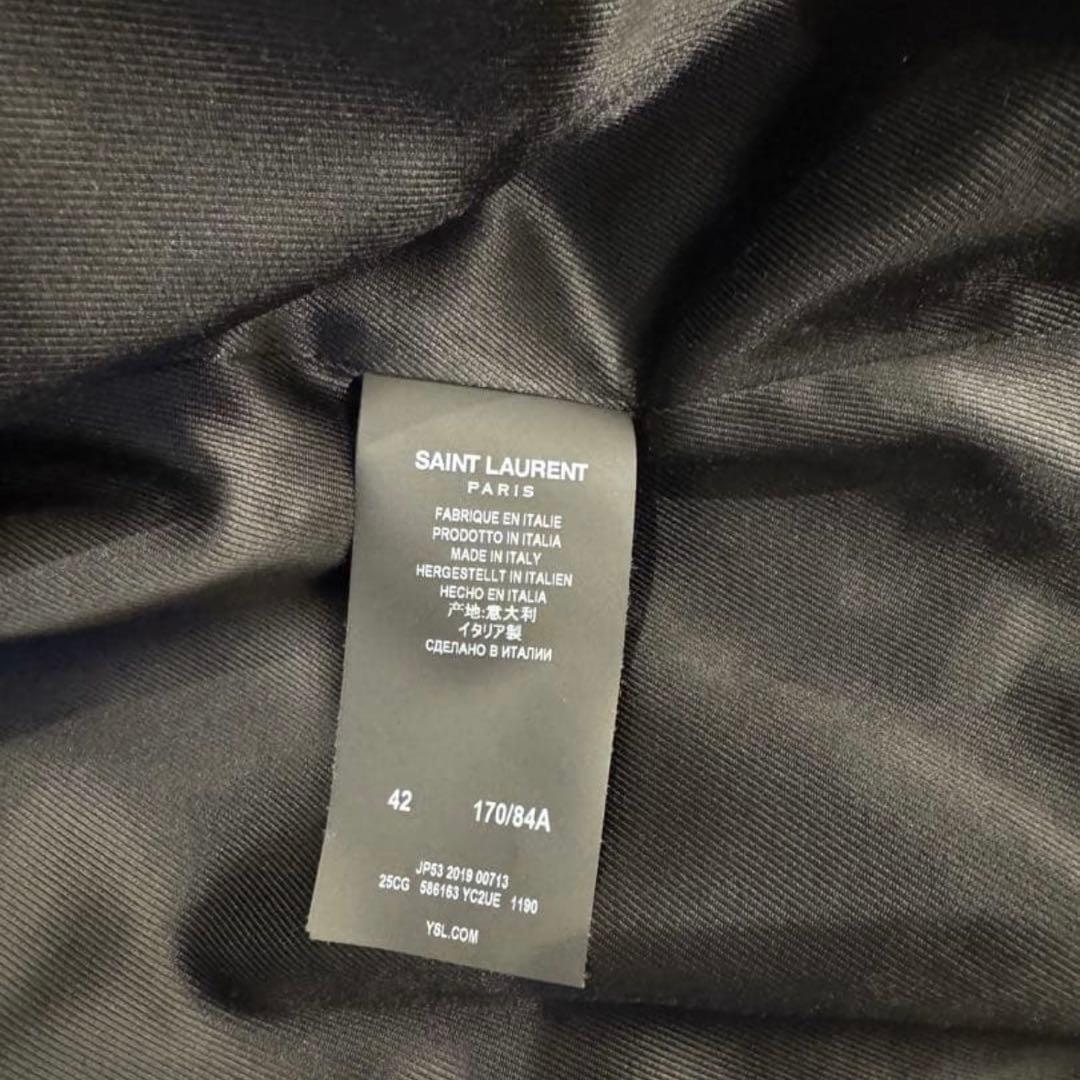 SAINT LAURENT
PARIS
FABRIQUE EN ITALIE
PRODOTTO IN ITALIA
MADE IN ITALY
HERGESTELLT IN ITALIEN
HECHO EN ITALIA
产地:意大利
イタリア製
СДЕЛАНО В ИТАЛИИ
42 170/84A
JP53 2019 00713
25CG 586163 YC2UE 1190
YSL.COM